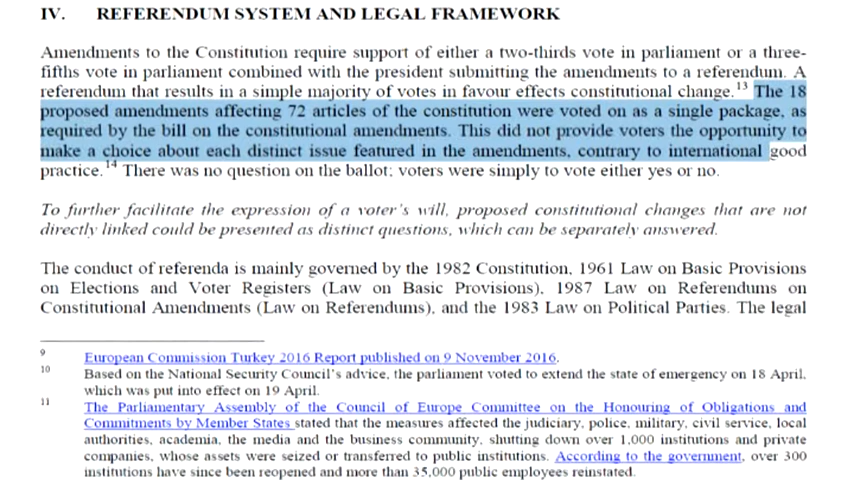 IV. REFERENDUM SYSTEM AND LEGAL FRAMEWORK
Amendments to the Constitution require support of either a two-thirds vote in parliament or a three-
fifths vote in parliament combined with the president submitting the amendments to a referendum. A
referendum that results in a simple majority of votes in favour effects constitutional change.13 The 18
proposed amendments affecting 72 articles of the constitution were voted on as a single package, as
required by the bill on the constitutional amendments. This did not provide voters the opportunity to
make a choice about each distinct issue featured in the amendments, contrary to international good
practice.14 There was no question on the ballot; voters were simply to vote either yes or no.
To further facilitate the expression of a voter's will, proposed constitutional changes that are not
directly linked could be presented as distinct questions, which can be separately answered.
The conduct of referenda is mainly governed by the 1982 Constitution, 1961 Law on Basic Provisions
on Elections and Voter Registers (Law on Basic Provisions), 1987 Law on Referendums on
Constitutional Amendments (Law on Referendums), and the 1983 Law on Political Parties. The legal
9 European Commission Turkey 2016 Report published on 9 November 2016.
10 Based on the National Security Council's advice, the parliament voted to extend the state of emergency on 18 April,
which was put into effect on 19 April.
11 The Parliamentary Assembly of the Council of Europe Committee on the Honouring of Obligations and
Commitments by Member States stated that the measures affected the judiciary, police, military, civil service, local
authorities, academia, the media and the business community, shutting down over 1,000 institutions and private
companies, whose assets were seized or transferred to public institutions. According to the government, over 300
institutions have since been reopened and more than 35,000 public employees reinstated.